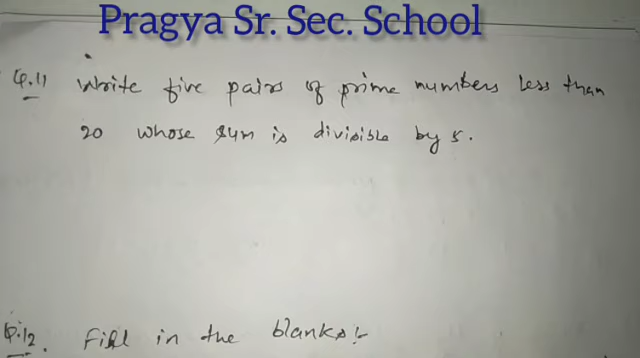 Pragya Sr. Sec. School
Q.11 Write five pairs of prime numbers less than
20 whose sum is divisible by 5.
Q.12. Fill in the blanks:-